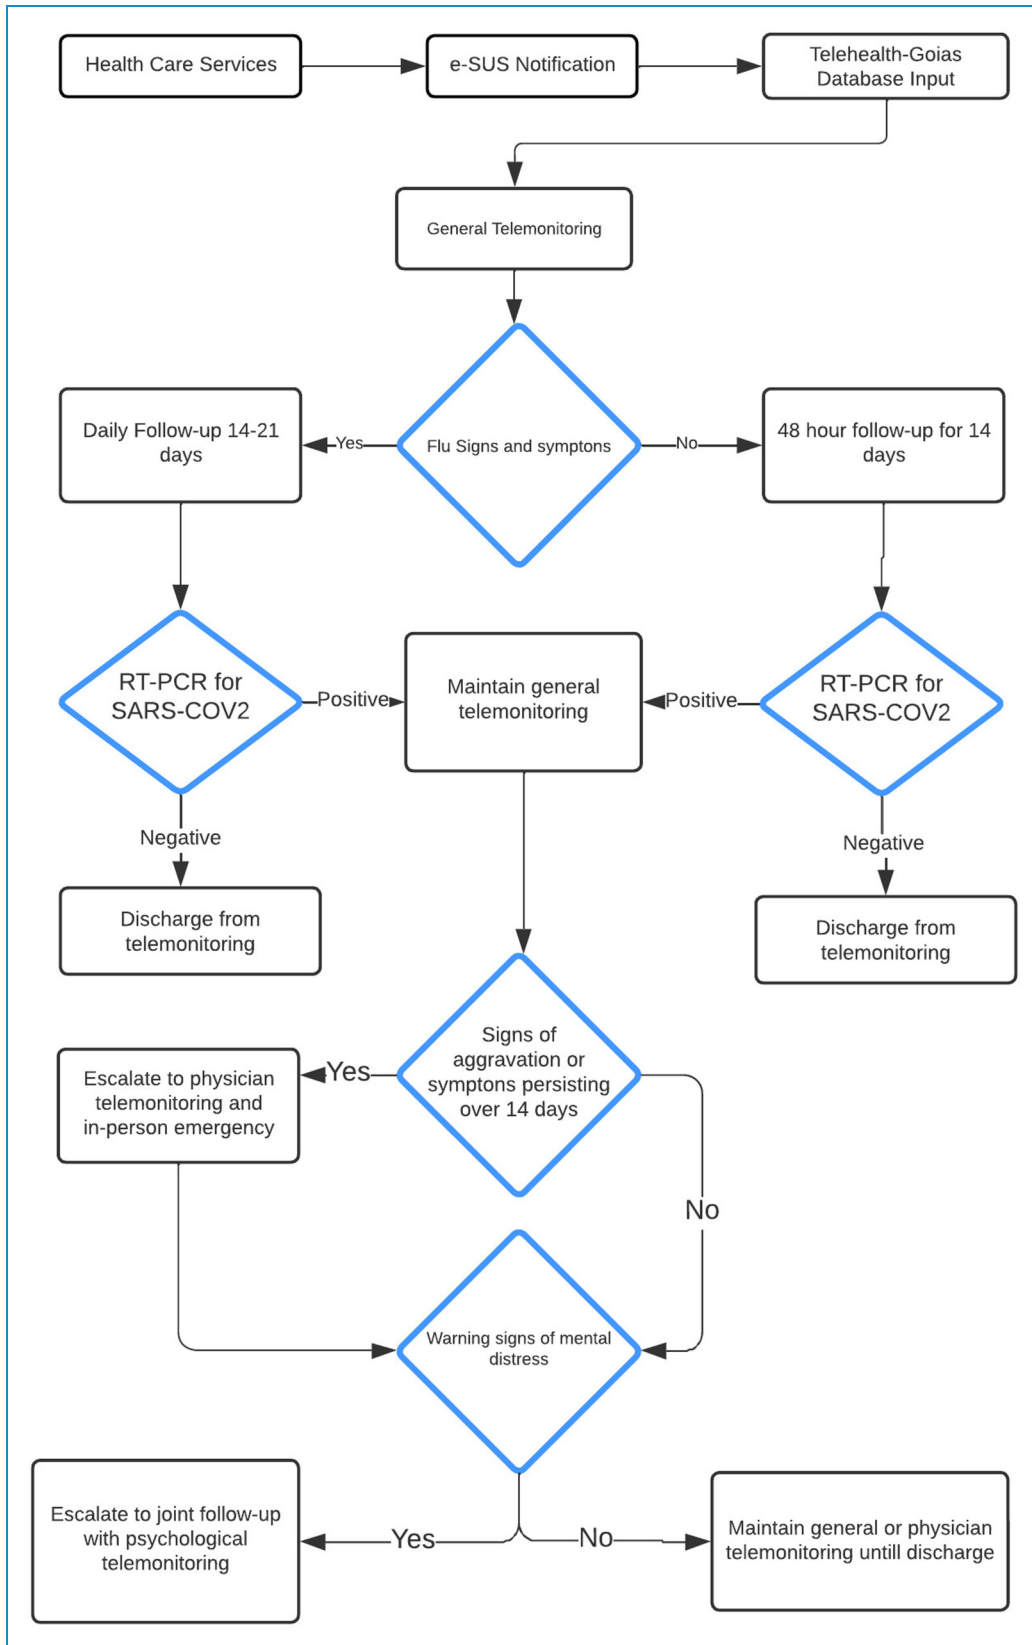 Health Care Services
e-SUS Notification
Telehealth-Goias
Database Input
General Telemonitoring
Flu Signs and symptons
Yes
No
Daily Follow-up 14-21
days
48 hour follow-up for 14
days
RT-PCR for
SARS-COV2
Positive
Maintain general
telemonitoring
Positive
RT-PCR for
SARS-COV2
Negative
Negative
Discharge from
telemonitoring
Discharge from
telemonitoring
Signs of
aggravation or
symptons persisting
over 14 days
Yes
No
Escalate to physician
telemonitoring and
in-person emergency
Warning signs of mental
distress
Yes
No
Escalate to joint follow-up
with psychological
telemonitoring
Maintain general or physician
telemonitoring untill discharge